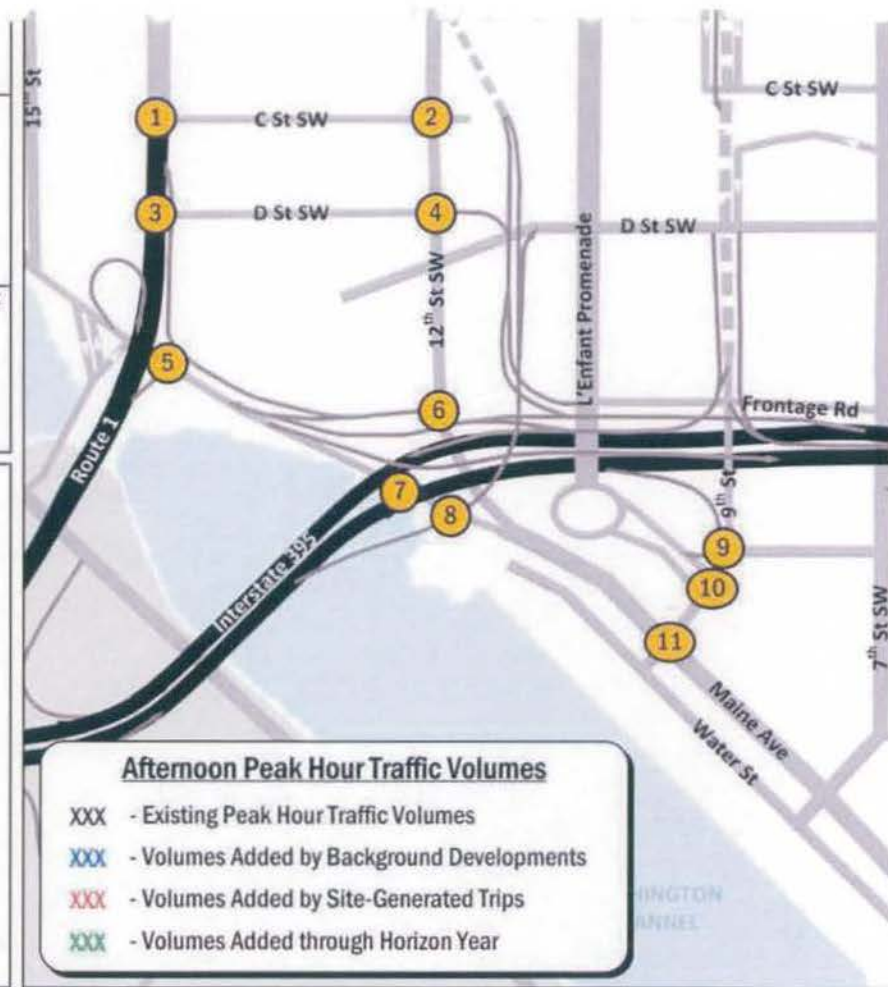 15th St
1
C St SW
2
C St SW
3
D St SW
4
D St SW
12th St SW
L'Enfant Promenade
5
6
Frontage Rd
Route 1
7
8
9th St
9
10
Interstate 395
11
7th St SW
Maine Ave
Water St
Afternoon Peak Hour Traffic Volumes
XXX - Existing Peak Hour Traffic Volumes
XXX - Volumes Added by Background Developments
XXX - Volumes Added by Site-Generated Trips
XXX - Volumes Added through Horizon Year
HINGTON
ANNEL